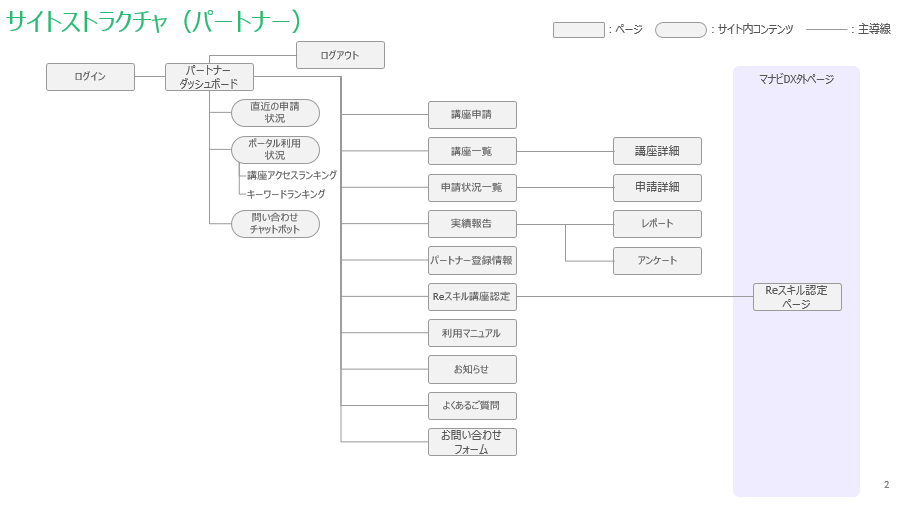 サイトストラクチャ（パートナー）
：ページ
：サイト内コンテンツ
：主導線
ログアウト
ログイン
パートナー
ダッシュボード
マナビDX外ページ
直近の申請
状況
講座申請
ポータル利用
状況
講座一覧
講座詳細
講座アクセスランキング
キーワードランキング
申請状況一覧
申請詳細
問い合わせ
チャットボット
実績報告
レポート
パートナー登録情報
アンケート
Reスキル講座認定
Reスキル認定
ページ
利用マニュアル
お知らせ
よくあるご質問
お問い合わせ
フォーム
2